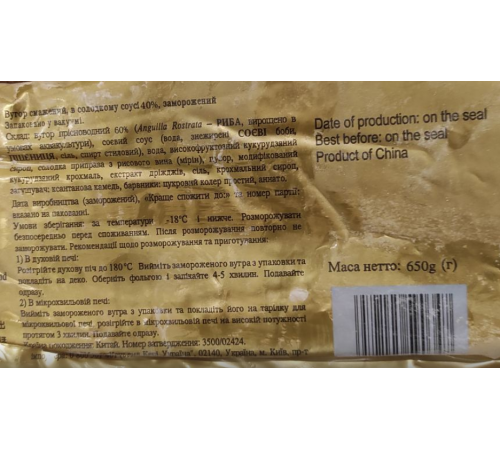 Вугор смажений, в солодкому соусі 40%, заморожений
Запаковано у вакуумі.
Склад: вугор прісноводний 60% (Anguilla Rostrata – РИБА, вирощено в
умовах аквакультури), соєвий соус (вода, знежирені СОЄВІ боби,
ПШЕНИЦЯ, сіль, спирт етиловий), вода, високофруктозний кукурудзяний
сироп, солодка приправа з рисового вина (мірін), цукор, модифікований
кукурудзяний крохмаль, екстракт дріжджів, сіль, крохмальний сироп,
загущувач: ксантанова камедь, барвники: цукровий колер простий, аннато.
Дата виробництва (заморожений), «Краще спожити до:» та номер партії:
вказано на пакованні.
Умови зберігання: за температури -18°C і нижче. Розморожувати
безпосередньо перед споживанням. Після розморожування повторно не
заморожувати. Рекомендації щодо розморожування та приготування:
1) В духовій печі:
Розігрійте духову піч до 180°C Вийміть замороженого вугра з упаковки та
покладіть на деко. Оберніть фольгою і запікайте 4-5 хвилин. Подавайте
одразу.
2) В мікрохвильовій печі:
Вийміть замороженого вугра з упаковки та покладіть його на тарілку для
мікрохвильової печі, розігрійте в мікрохвильовій печі на високій потужності
протягом 3 хвилин. Подавайте одразу.
Країна походження: Китай. Номер затвердження: 3500/02424.
Україна", 02140, Україна, м. Київ, пр-т
Date of production: on the seal
Best before: on the seal
Product of China
Маса нетто: 650g (г)